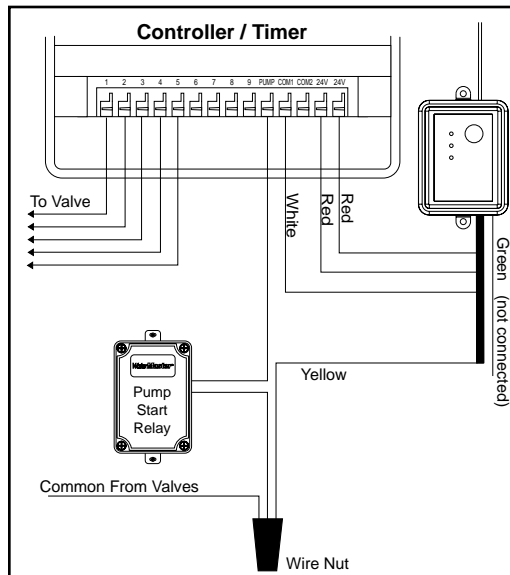 Controller / Timer
1 2 3 4 5 6 7 8 9 PUMP COM1 COM2 24V 24V
To Valve
White
Red
Red
Green (not connected)
Yellow
Pump
Start
Relay
Common From Valves
Wire Nut